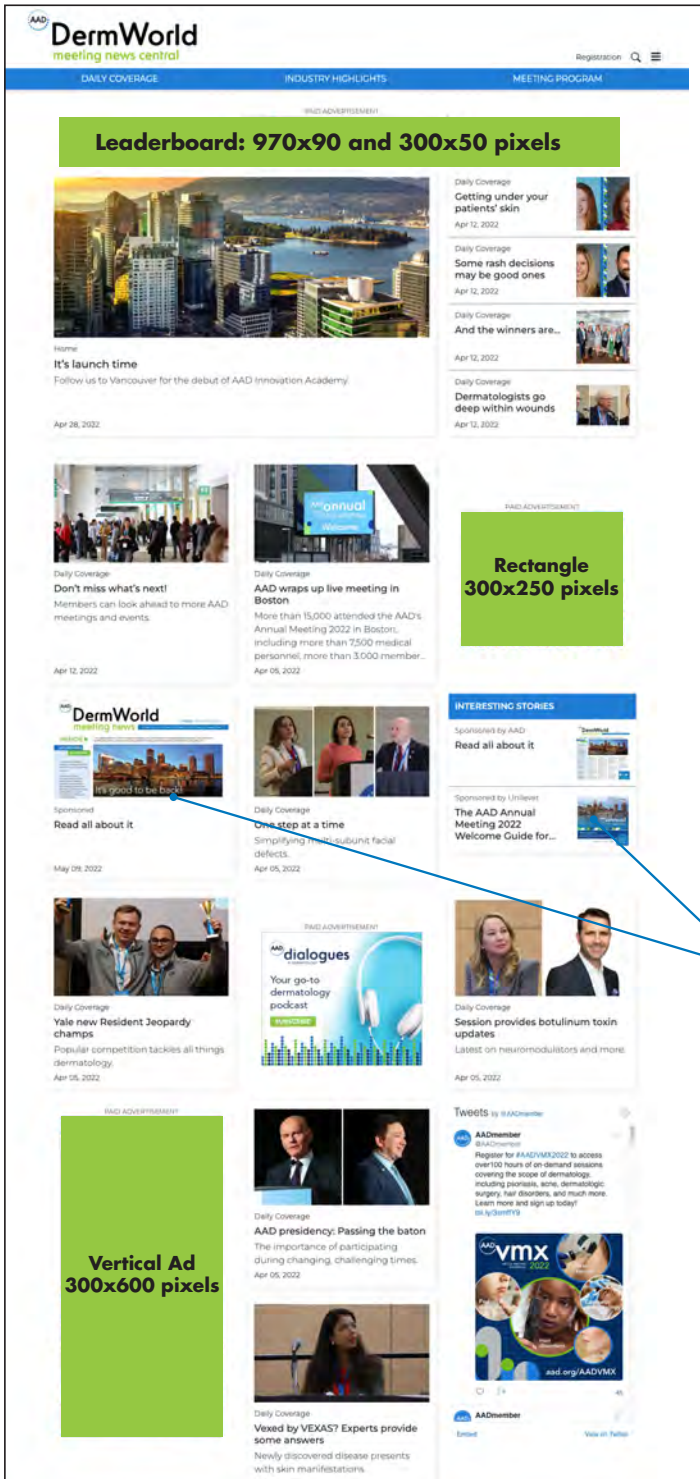 AAD
DermWorld
meeting news central
Registration
DAILY COVERAGE
INDUSTRY HIGHLIGHTS
MEETING PROGRAM
PAID ADVERTISEMENT
Leaderboard: 970x90 and 300x50 pixels
Home
It's launch time
Follow us to Vancouver for the debut of AAD Innovation Academy.
Apr 28, 2022
Daily Coverage
Getting under your
patients' skin
Apr 12, 2022
Daily Coverage
Some rash decisions
may be good ones
Apr 12, 2022
Daily Coverage
And the winners are...
Apr 12, 2022
Daily Coverage
Dermatologists go
deep within wounds
Apr 12, 2022
Daily Coverage
Don't miss what's next!
Members can look ahead to more AAD
meetings and events.
Apr 12, 2022
annual
Welcome
Daily Coverage
AAD wraps up live meeting in
Boston
More than 15,000 attended the AAD's
Annual Meeting 2022 in Boston,
including more than 7,500 medical
personnel, more than 3,000 member...
Apr 05, 2022
PAID ADVERTISEMENT
Rectangle
300x250 pixels
AAD
DermWorld
meeting news
INSIDE
It's good to be back!
Sponsored
Read all about it
May 09, 2022
Daily Coverage
One step at a time
Simplifying multi-subunit facial
defects.
Apr 05, 2022
INTERESTING STORIES
Sponsored by AAD
Read all about it
DermWorld
Sponsored by Unilever
The AAD Annual
Meeting 2022
Welcome Guide for...
Daily Coverage
Yale new Resident Jeopardy
champs
Popular competition tackles all things
dermatology.
Apr 05, 2022
PAID ADVERTISEMENT
AAD
dialogues
Your go-to
dermatology
podcast
SUBSCRIBE
Daily Coverage
Session provides botulinum toxin
updates
Latest on neuromodulators and more.
Apr 05, 2022
PAID ADVERTISEMENT
Vertical Ad
300x600 pixels
Daily Coverage
AAD presidency: Passing the baton
The importance of participating
during changing, challenging times.
Apr 05, 2022
Daily Coverage
Vexed by VEXAS? Experts provide
some answers
Newly discovered disease presents
with skin manifestations.
Tweets by @AADmember
AADmember
@AADmember
Register for #AADVMX2022 to access
over100 hours of on-demand sessions
covering the scope of dermatology,
including psoriasis, acne, dermatologic
surgery, hair disorders, and much more.
Learn more and sign up today!
AAD
vmx
2022
aad.org/AADVMX
AADmember
Embed
View on Twitter